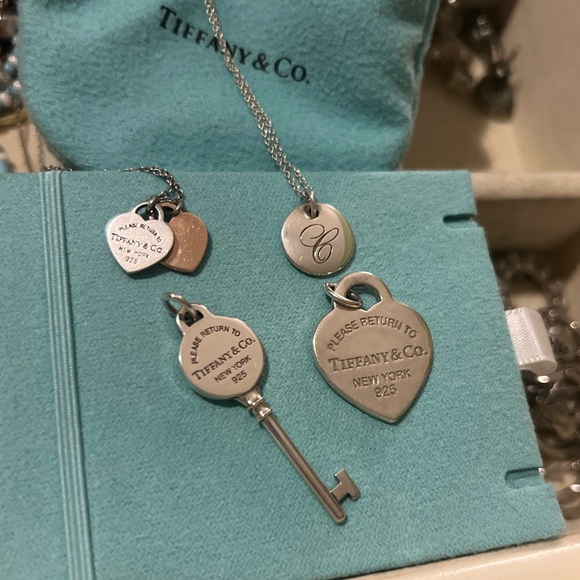 TIFFANY & CO.
PLEASE RETURN TO
TIFFANY & CO.
NEW YORK
925
C
PLEASE RETURN TO
TIFFANY & CO.
NEW YORK
925
PLEASE RETURN TO
TIFFANY & CO.
NEW YORK
925